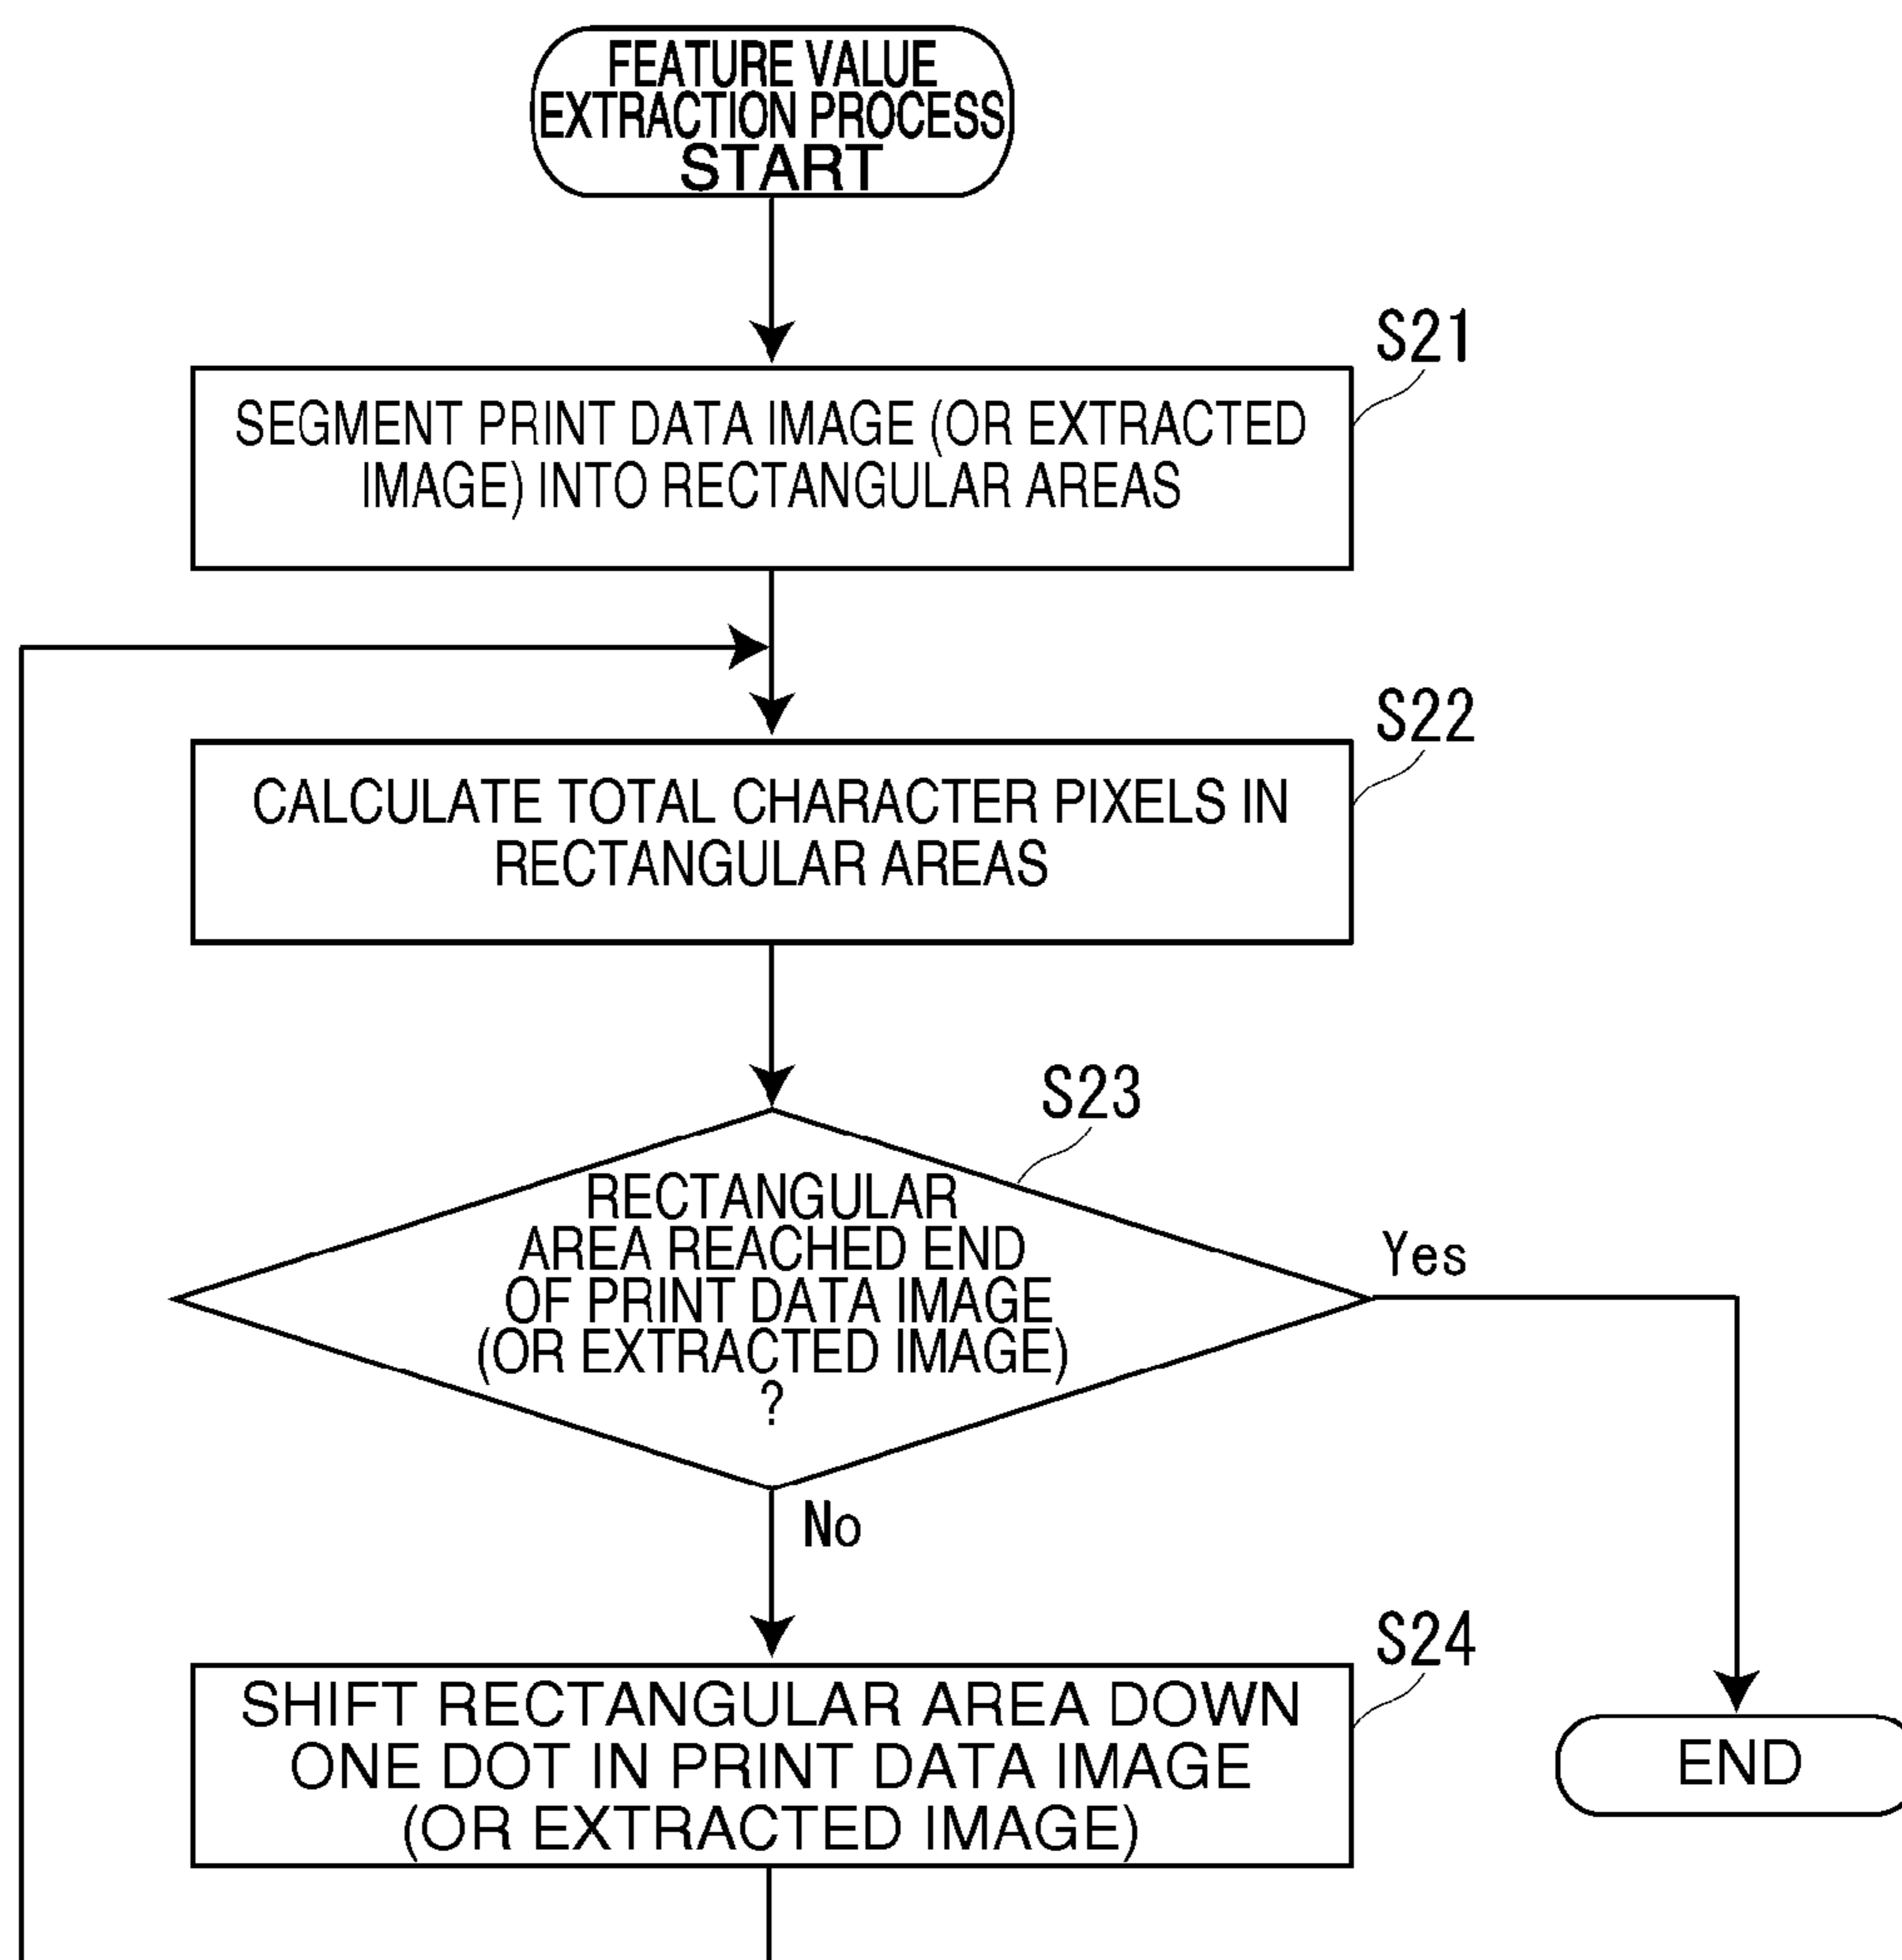 FEATURE VALUE
EXTRACTION PROCESS
START
S21
SEGMENT PRINT DATA IMAGE (OR EXTRACTED
IMAGE) INTO RECTANGULAR AREAS
S22
CALCULATE TOTAL CHARACTER PIXELS IN
RECTANGULAR AREAS
S23
RECTANGULAR
AREA REACHED END
OF PRINT DATA IMAGE
(OR EXTRACTED IMAGE)
?
Yes
No
S24
SHIFT RECTANGULAR AREA DOWN
ONE DOT IN PRINT DATA IMAGE
(OR EXTRACTED IMAGE)
END